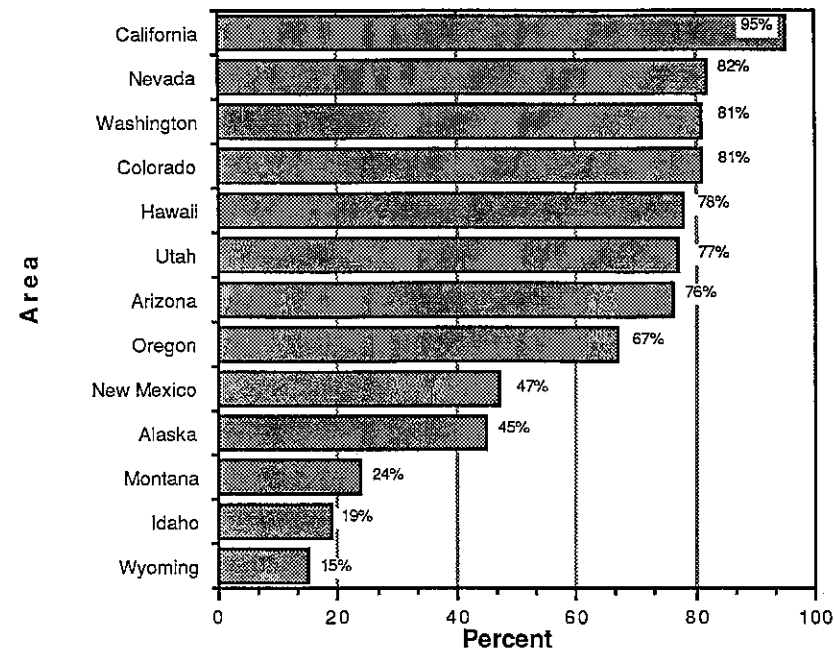 California 95%
Nevada 82%
Washington 81%
Colorado 81%
Hawaii 78%
Utah 77%
Arizona 76%
Oregon 67%
New Mexico 47%
Alaska 45%
Montana 24%
Idaho 19%
Wyoming 15%
Area
0 20 40 60 80 100
Percent